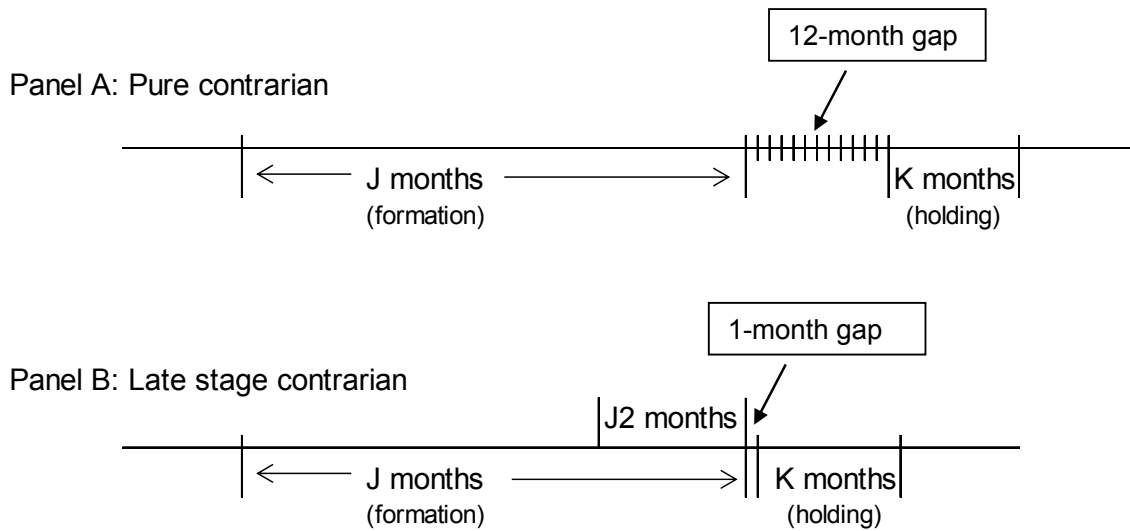 12-month gap
Panel A: Pure contrarian
J months
(formation)
K months
(holding)
1-month gap
Panel B: Late stage contrarian
J2 months
J months
(formation)
K months
(holding)